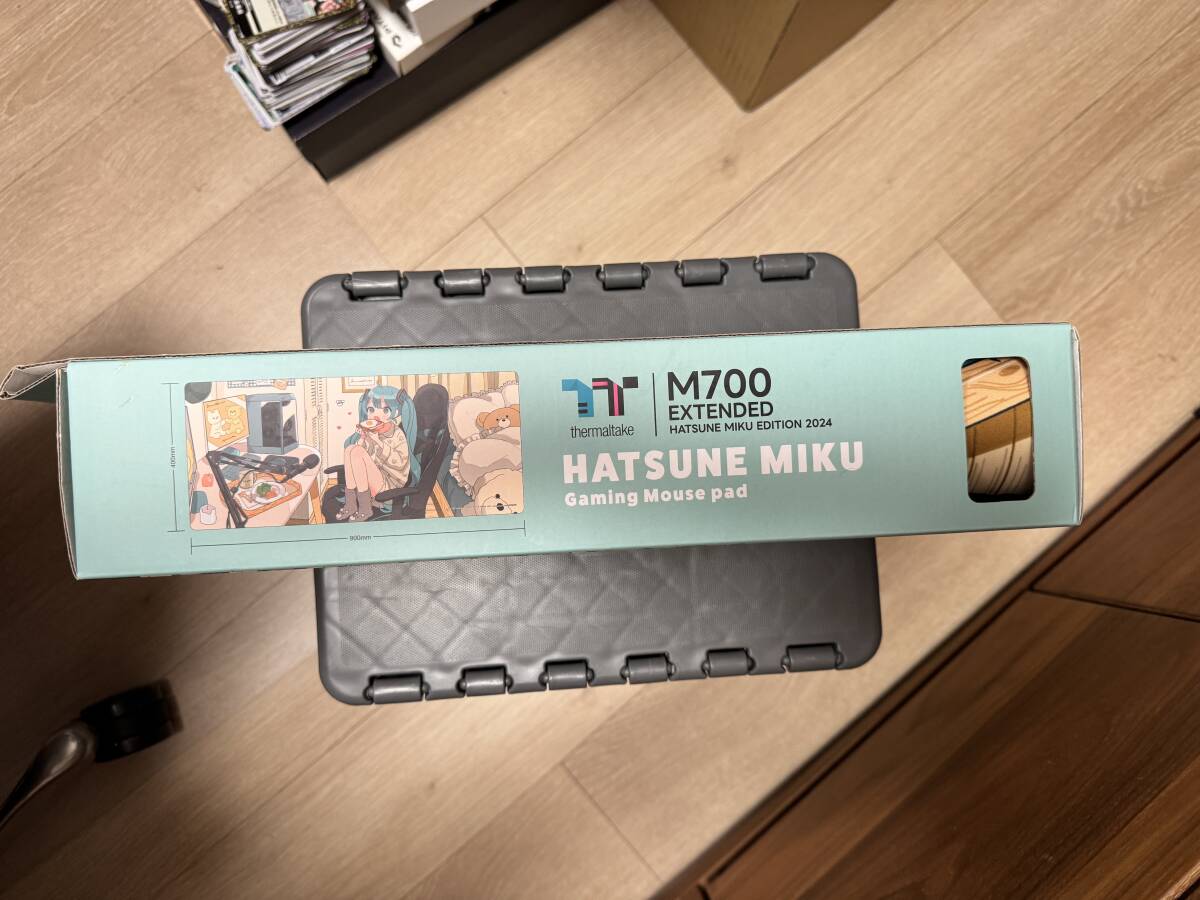 400mm
900mm
thermaltake
M700
EXTENDED
HATSUNE MIKU EDITION 2024
HATSUNE MIKU
Gaming Mouse pad